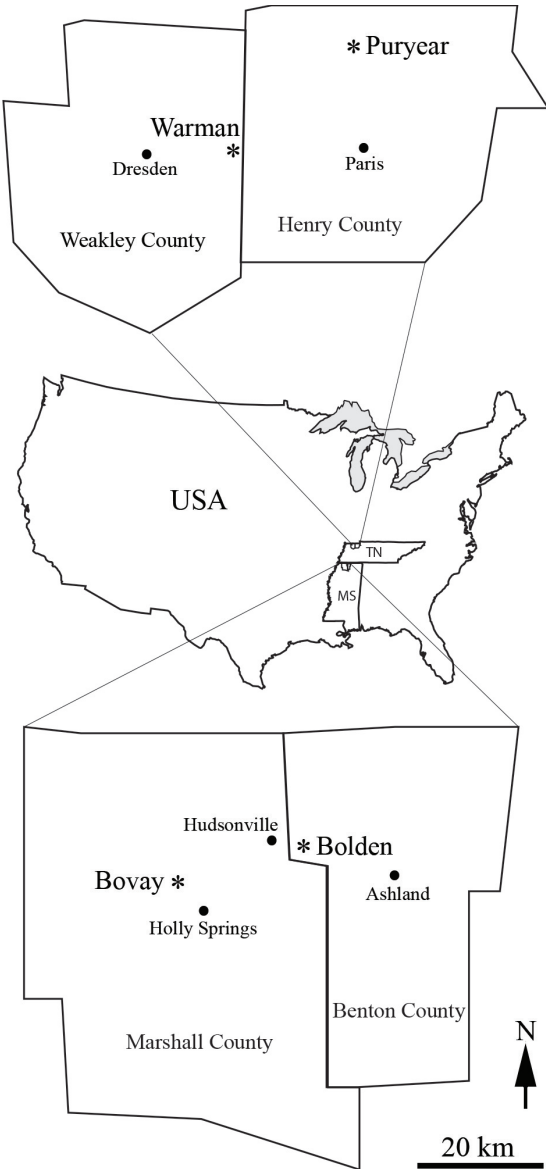 * Puryear
Warman
*
Dresden
Paris
Weakley County
Henry County
USA
TN
MS
Hudsonville
* Bolden
Bovay *
Ashland
Holly Springs
Benton County
Marshall County
N
20 km